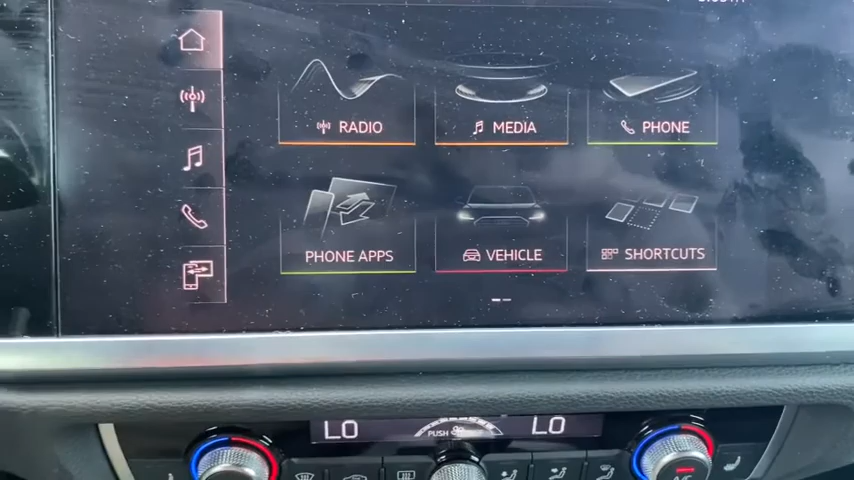 RADIO
MEDIA
PHONE
PHONE APPS
VEHICLE
SHORTCUTS
LO
PUSH
LO
A/C